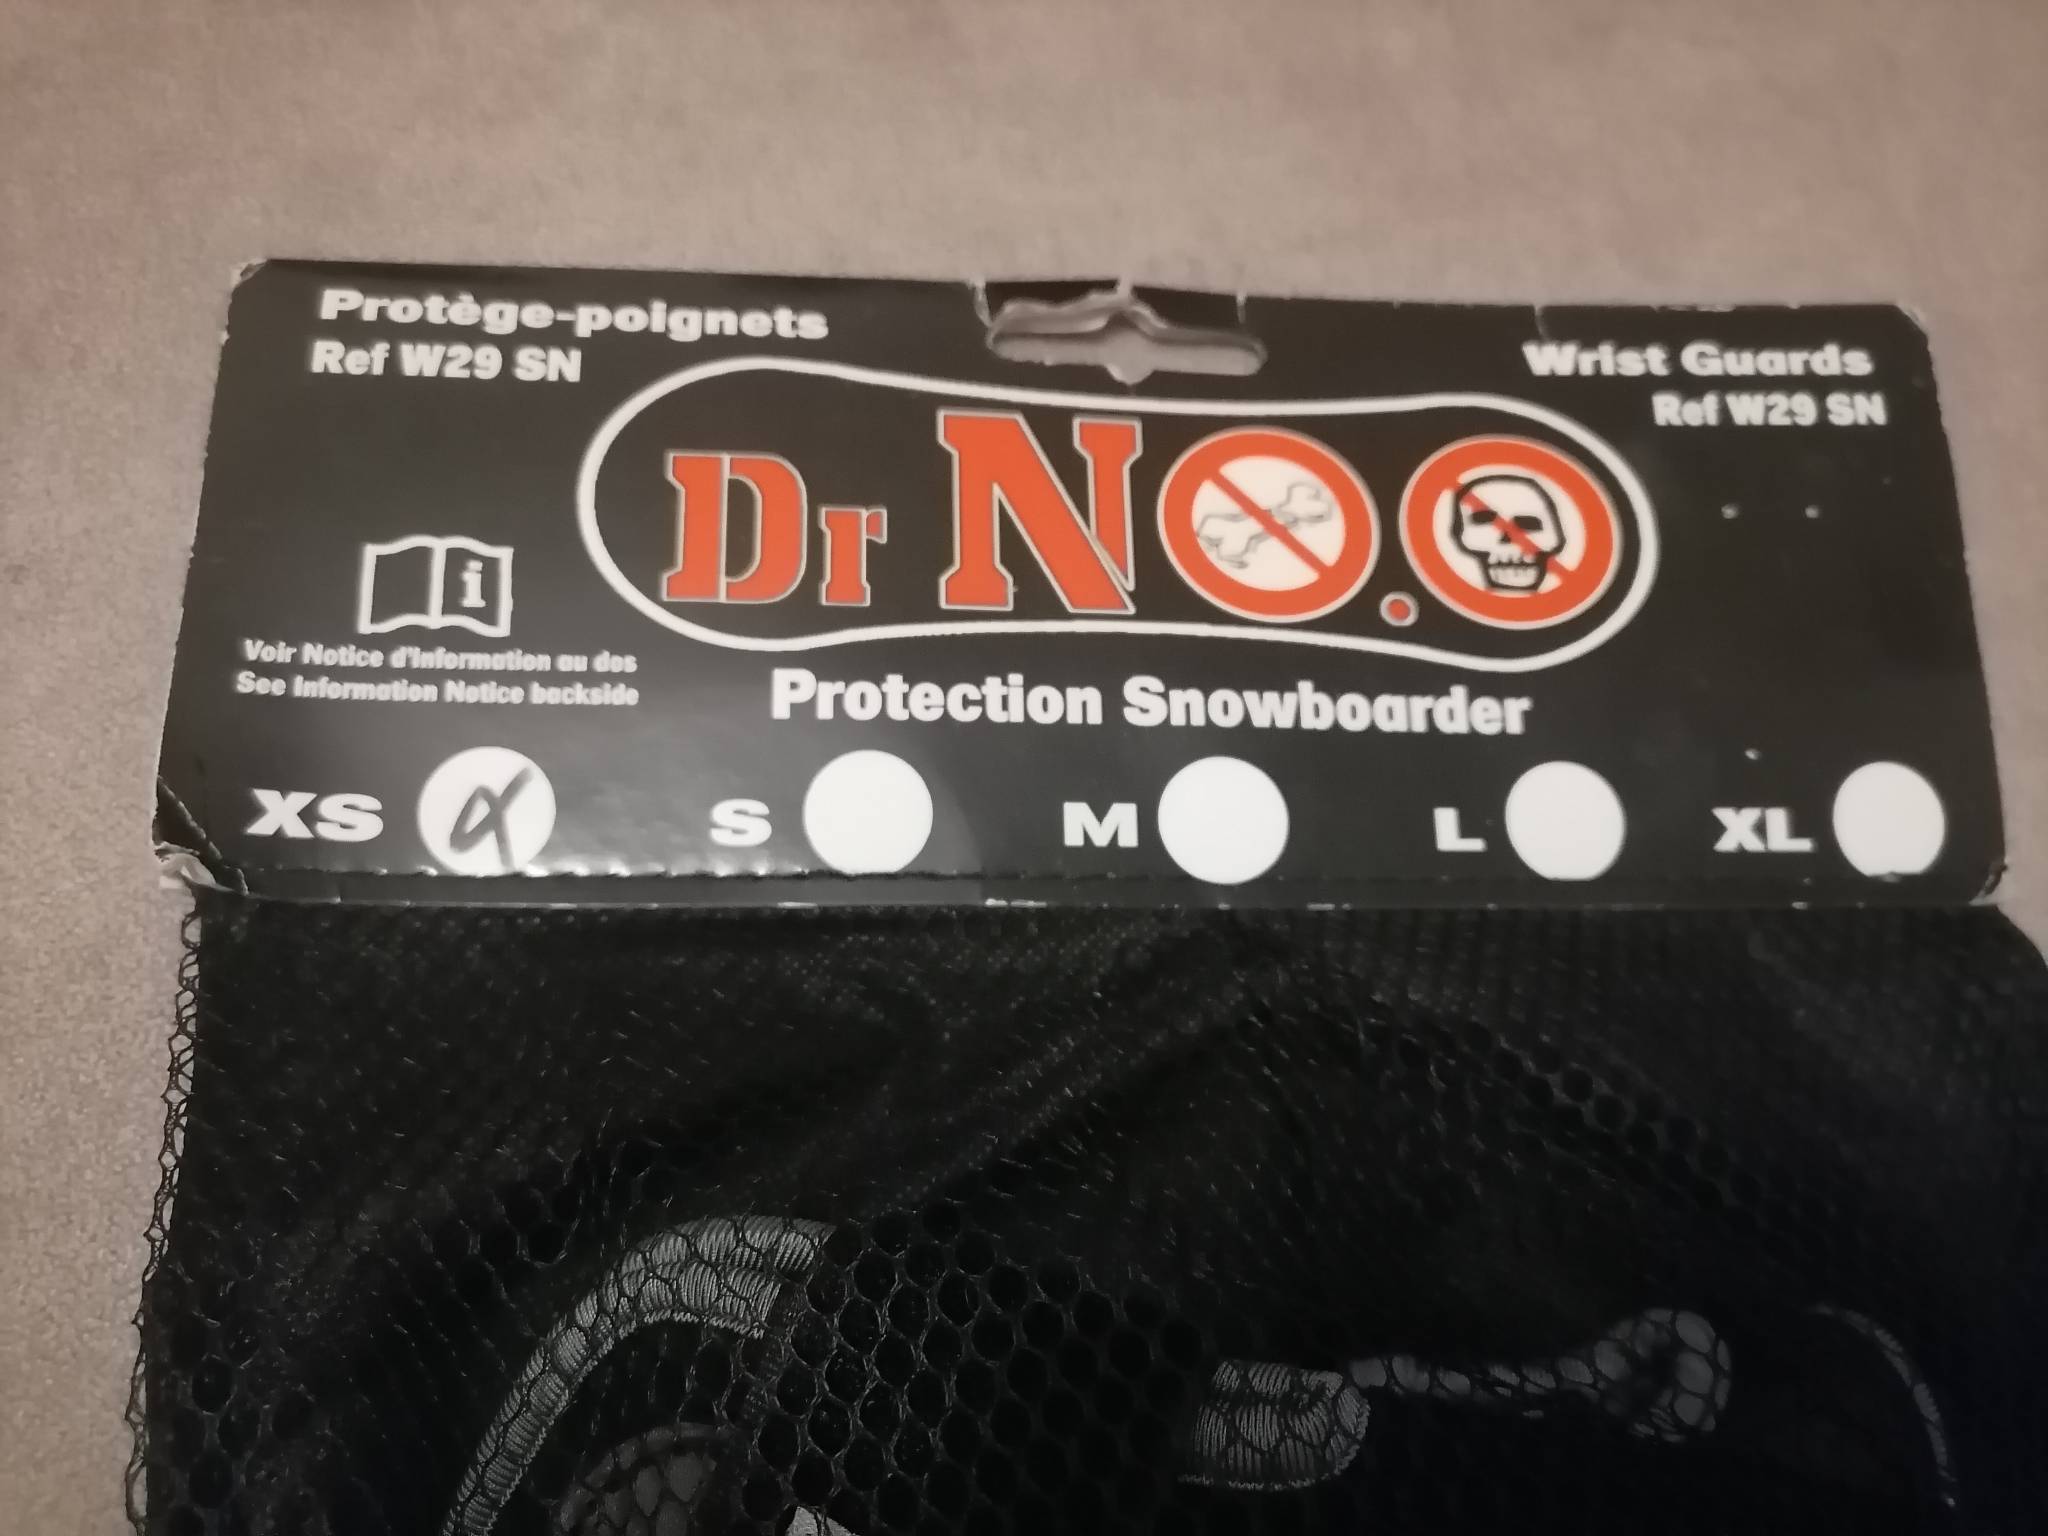 Protège-poignets
Ref W29 SN
Wrist Guards
Ref W29 SN
Dr NO.O
i
Voir Notice d'Information au dos
See Information Notice backside
Protection Snowboarder
XS S M L XL